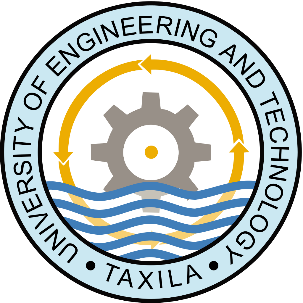 UNIVERSITY OF ENGINEERING AND TECHNOLOGY
• TAXILA •